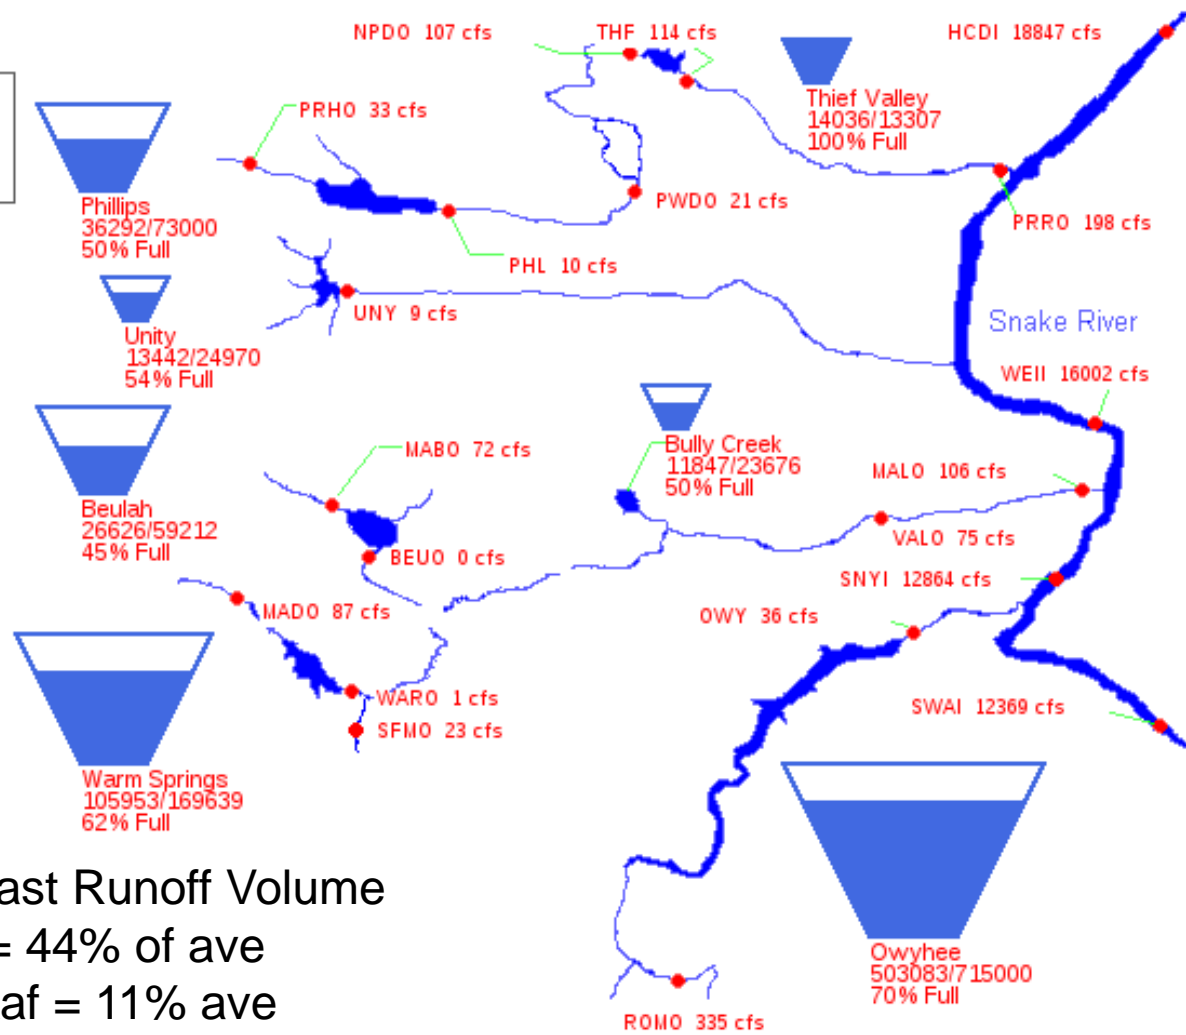 NPDO 107 cfs
THF 114 cfs
HCDI 18847 cfs
Thief Valley
14036/13307
100% Full
PRHO 33 cfs
Phillips
36292/73000
50% Full
PWDO 21 cfs
PRRO 198 cfs
PHL 10 cfs
UNY 9 cfs
Unity
13442/24970
54% Full
Snake River
WEII 16002 cfs
MABO 72 cfs
Bully Creek
11847/23676
50% Full
MALO 106 cfs
Beulah
26626/59212
45% Full
BEUO 0 cfs
VALO 75 cfs
SNYI 12864 cfs
MADO 87 cfs
OWY 36 cfs
WARO 1 cfs
SFMO 23 cfs
SWAI 12369 cfs
Warm Springs
105953/169639
62% Full
ast Runoff Volume
= 44% of ave
af = 11% ave
Owyhee
503083/715000
70% Full
ROMO 335 cfs